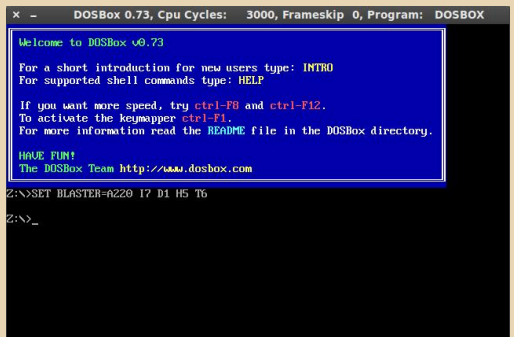 DOSBox 0.73, Cpu Cycles: 3000, Frameskip 0, Program: DOSBOX
Welcome to DOSBox v0.73
For a short introduction for new users type: INTRO
For supported shell commands type: HELP
If you want more speed, try ctrl-F8 and ctrl-F12.
To activate the keymapper ctrl-F1.
For more information read the README file in the DOSBox directory.
HAVE FUN!
The DOSBox Team http://www.dosbox.com
Z:\>SET BLASTER=A220 I7 D1 H5 T6
Z:\>_